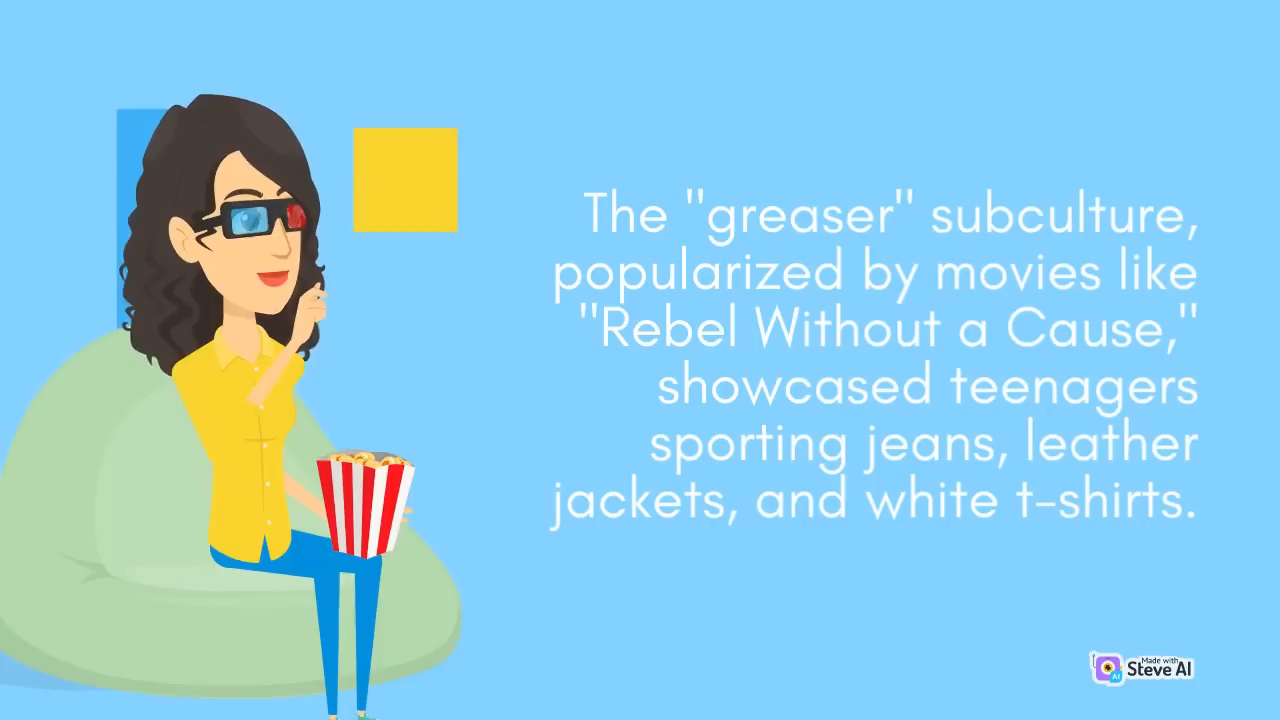 The "greaser" subculture,
popularized by movies like
"Rebel Without a Cause,"
showcased teenagers
sporting jeans, leather
jackets, and white t-shirts.
Made with
AI
Steve AI